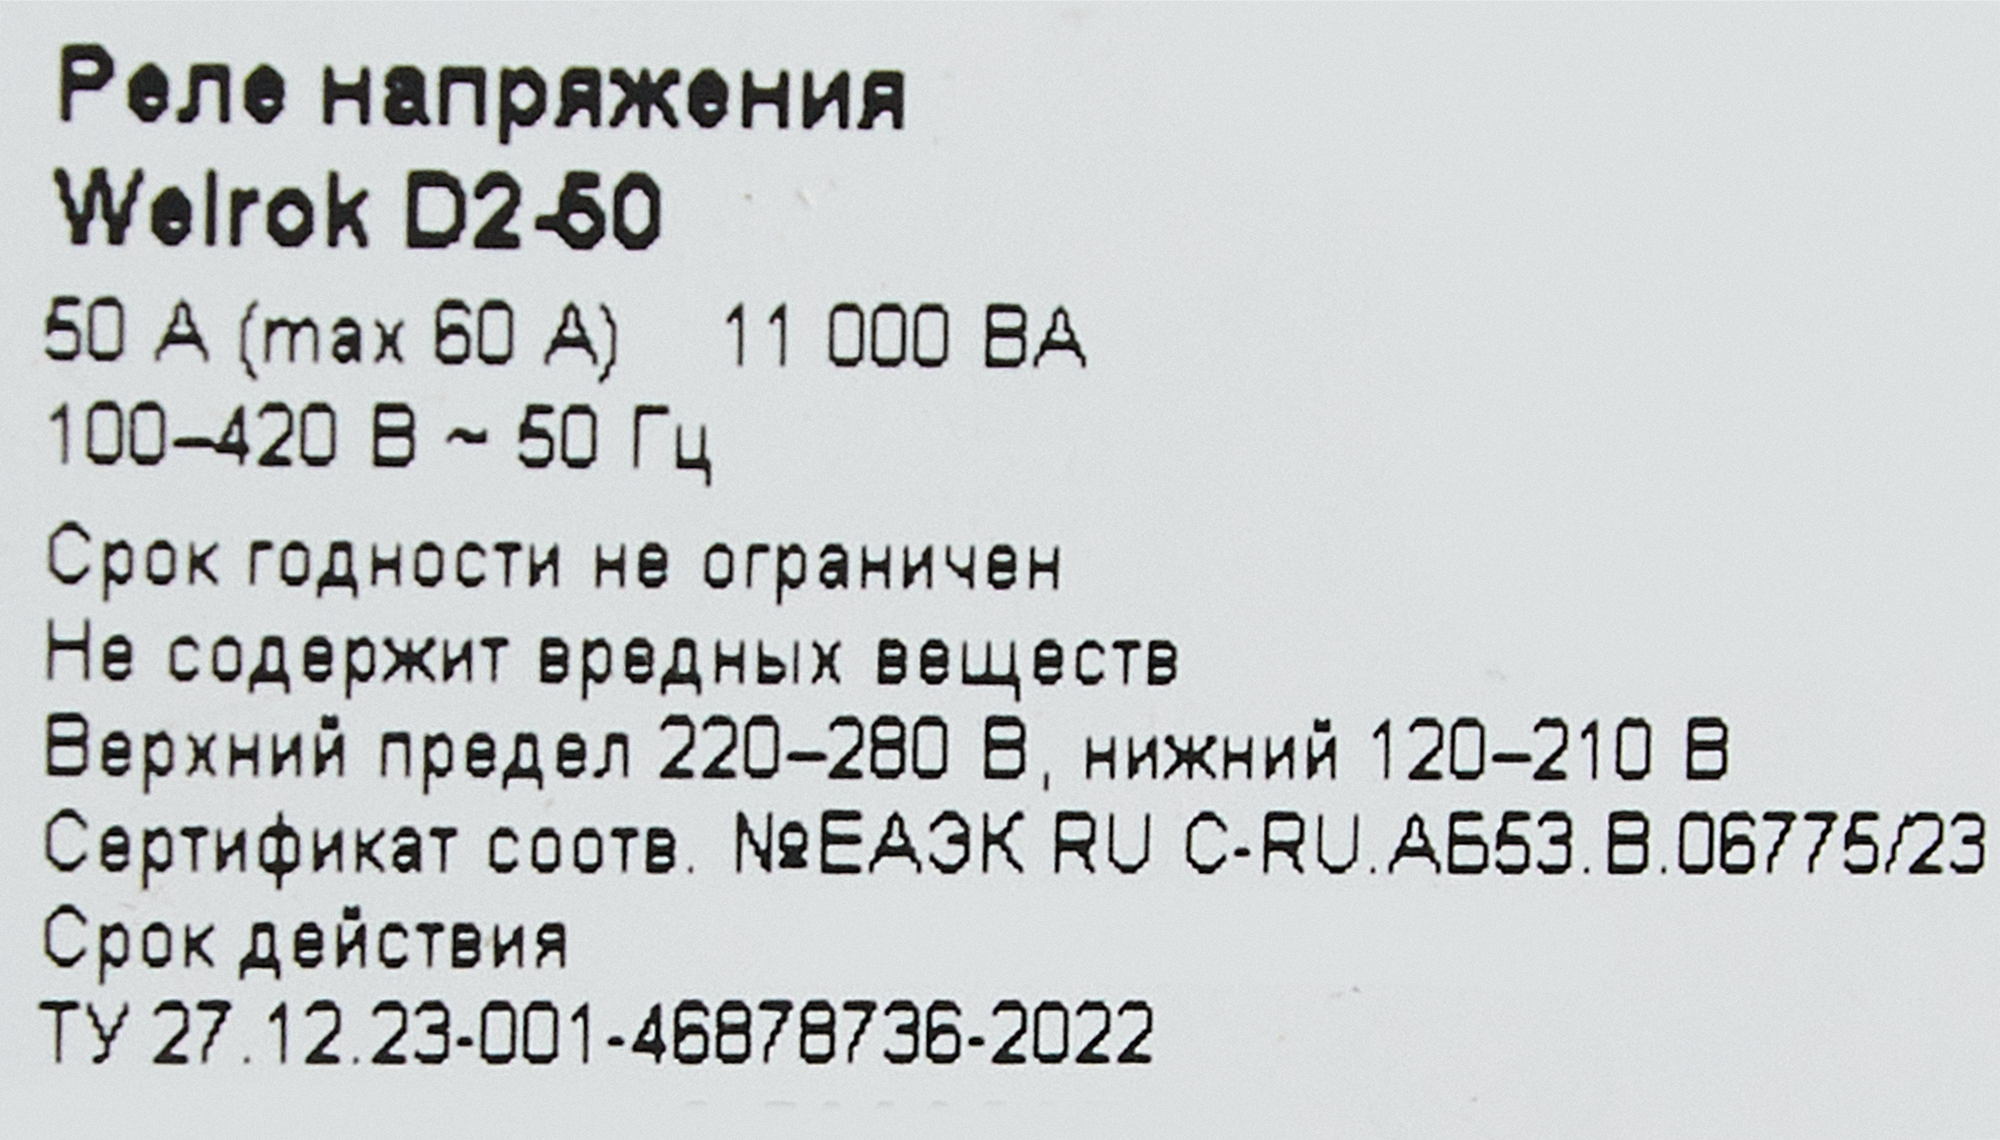 Реле напряжения
Welrok D2-50
50 А (max 60 А) 11 000 ВА
100–420 В ~ 50 Гц
Срок годности не ограничен
Не содержит вредных веществ
Верхний предел 220–280 В, нижний 120–210 В
Сертификат соотв. №ЕАЭК RU C-RU.АБ53.В.06775/23
Срок действия
ТУ 27.12.23-001-46878736-2022